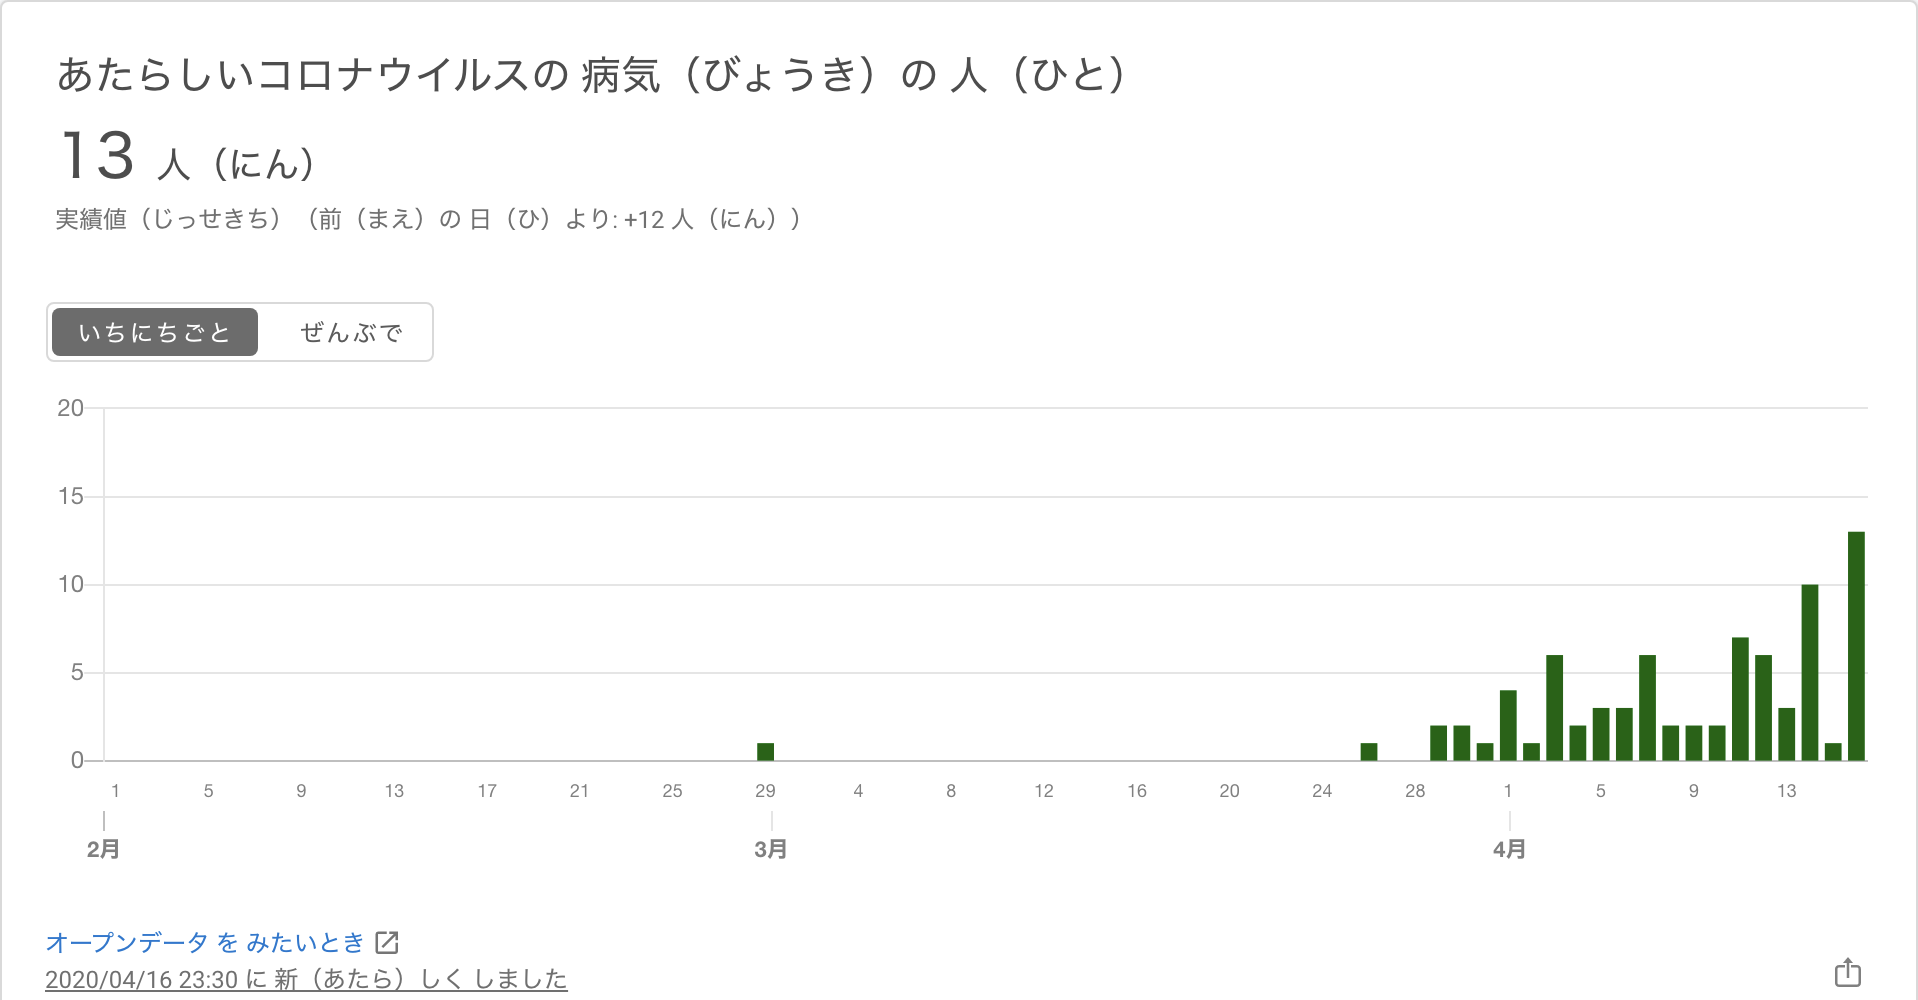 あたらしいコロナウイルスの 病気（びょうき）の 人（ひと）
13 人（にん）
実績値（じっせきち）（前（まえ）の 日（ひ）より: +12 人（にん））
いちにちごと ぜんぶで
20
15
10
5
0
1 5 9 13 17 21 25 29 4 8 12 16 20 24 28 1 5 9 13
2月 3月 4月
オープンデータ を みたいとき
2020/04/16 23:30 に 新（あたら）しく しました